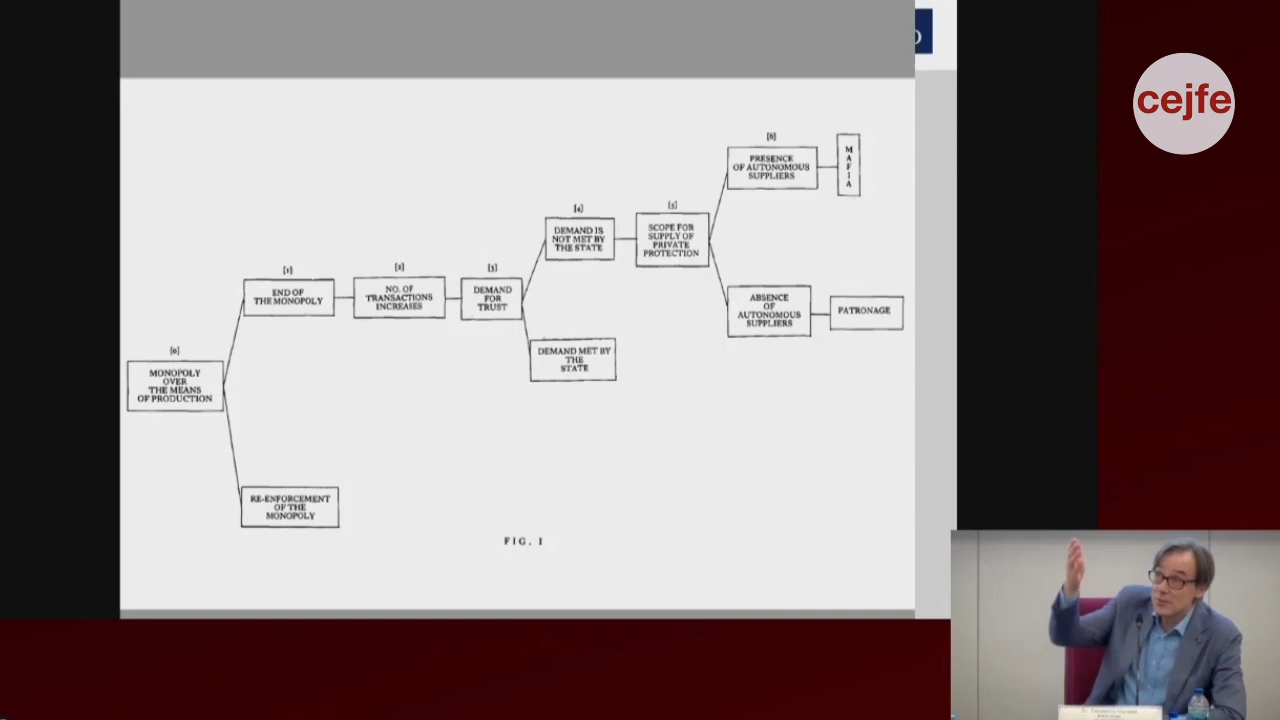 cejfe
[6]
PRESENCE
OF AUTONOMOUS
SUPPLIERS
M
A
F
I
A
[4]
DEMAND IS
NOT MET BY
THE STATE
[5]
SCOPE FOR
SUPPLY OF
PRIVATE
PROTECTION
[1]
END OF
THE MONOPOLY
[2]
NO. OF
TRANSACTIONS
INCREASES
[3]
DEMAND
FOR
TRUST
ABSENCE
OF
AUTONOMOUS
SUPPLIERS
PATRONAGE
DEMAND MET BY
THE
STATE
[0]
MONOPOLY
OVER
THE MEANS
OF PRODUCTION
RE-ENFORCEMENT
OF THE
MONOPOLY
FIG. I